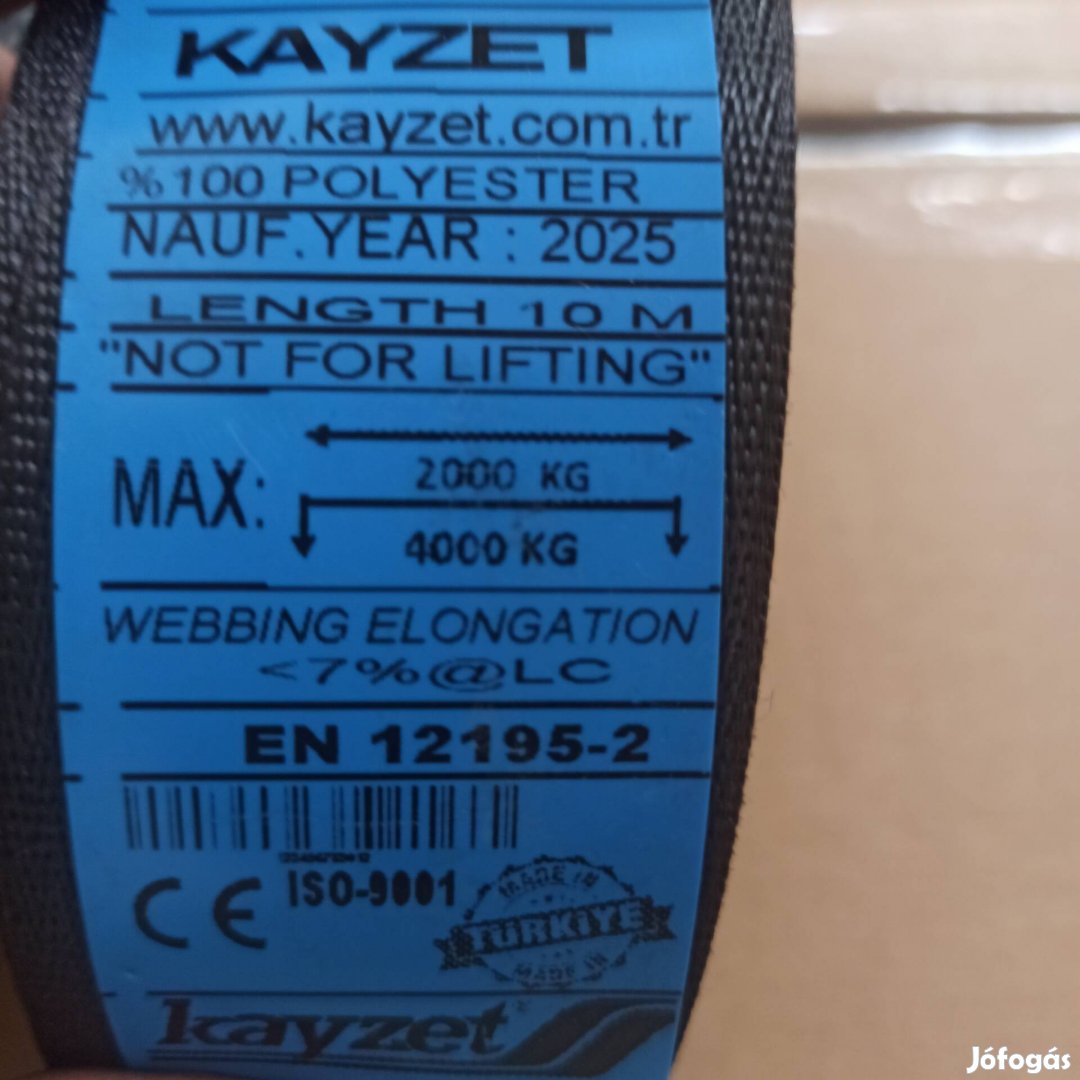 KAYZET
www.kayzet.com.tr
%100 POLYESTER
NAUF.YEAR : 2025
LENGTH 10 M
"NOT FOR LIFTING"
MAX:
2000 KG
4000 KG
WEBBING ELONGATION
<7%@LC
EN 12195-2
CE
ISO-9001
MADE IN
TÜRKİYE
MADE IN
kayzet
Jófogás